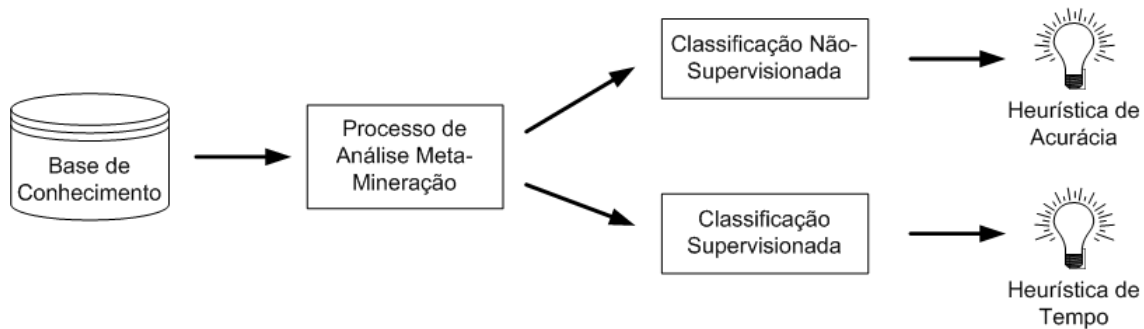 Base de
Conhecimento
Processo de
Análise Meta-
Mineração
Classificação Não-
Supervisionada
Heurística de
Acurácia
Classificação
Supervisionada
Heurística de
Tempo